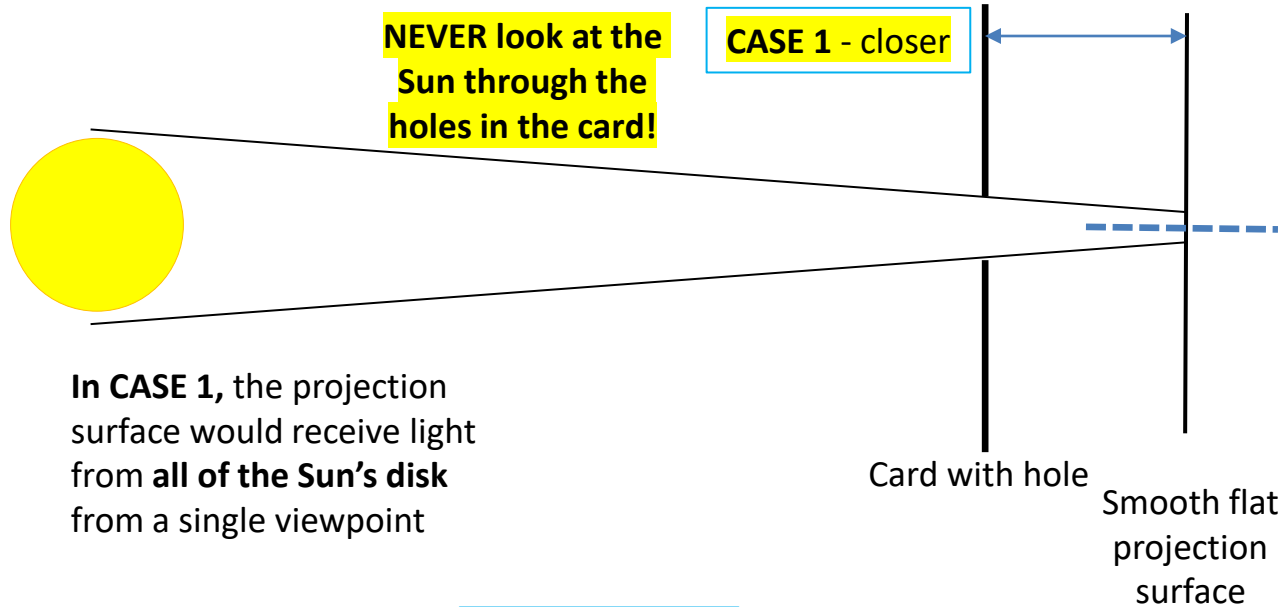 NEVER look at the
Sun through the
holes in the card!
CASE 1 - closer
In CASE 1, the projection
surface would receive light
from all of the Sun’s disk
from a single viewpoint
Card with hole
Smooth flat
projection
surface